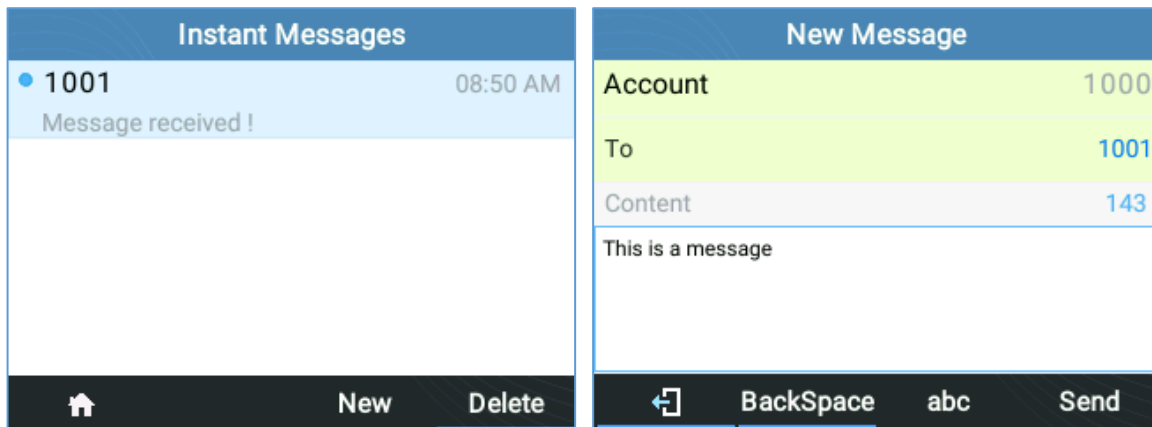 Instant Messages
1001 08:50 AM
Message received !
New Delete
New Message
Account 1000
To 1001
Content 143
This is a message
BackSpace abc Send